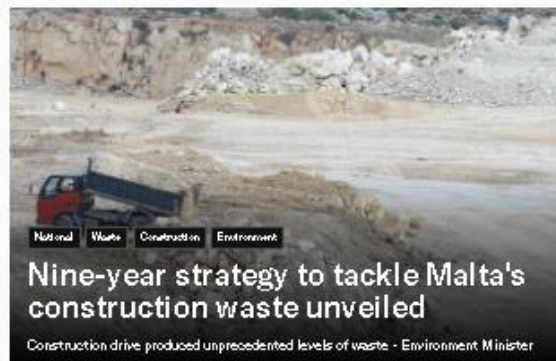 National Waste Construction Environment
Nine-year strategy to tackle Malta's
construction waste unveiled
Construction drive produced unprecedented levels of waste - Environment Minister